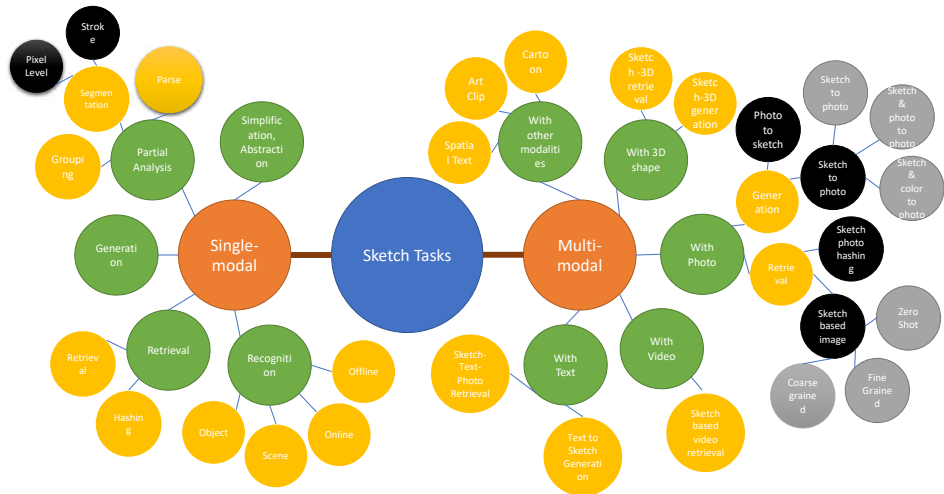 Strok
e
Pixel
Level
Segmen
tation
Parse
Groupi
ng
Partial
Analysis
Simplific
ation,
Abstracti
on
Generati
on
Single-
modal
Sketch Tasks
Retrieval
Retriev
al
Hashin
g
Recogniti
on
Offline
Online
Object
Scene
Multi-
modal
Cartoo
n
Art
Clip
Spatia
l Text
With
other
modaliti
es
Sketc
h -3D
retrie
val
Sketc
h-3D
gener
ation
With 3D
shape
With
Photo
Gener
ation
Photo
to
sketch
Sketch
to
photo
Sketch
to
photo
Sketch
&
photo
to
photo
Sketch
&
color
to
photo
Retrie
val
Sketch
photo
hashin
g
Sketch
based
image
Zero
Shot
Fine
Graine
d
Coarse
graine
d
With
Video
Sketch
based
video
retrieval
With
Text
Sketch-
Text-
Photo
Retrieval
Text to
Sketch
Generati
on